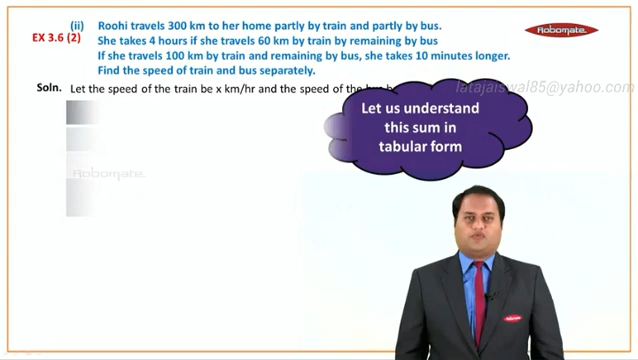 (ii) Roohi travels 300 km to her home partly by train and partly by bus.
EX 3.6 (2)
She takes 4 hours if she travels 60 km by train by remaining by bus
If she travels 100 km by train and remaining by bus, she takes 10 minutes longer.
Find the speed of train and bus separately.
Robomate
Soln. Let the speed of the train be x km/hr and the speed of the bus b
latajaiswal85@yahoo.com
Let us understand
this sum in
tabular form
Robomate
Robomate